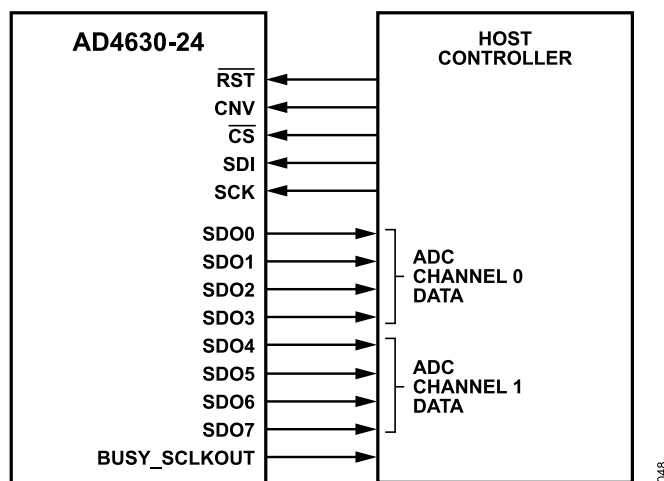 AD4630-24
HOST
CONTROLLER
RST
CNV
CS
SDI
SCK
SDO0
SDO1
SDO2
SDO3
SDO4
SDO5
SDO6
SDO7
BUSY_SCLKOUT
ADC
CHANNEL 0
DATA
ADC
CHANNEL 1
DATA
048